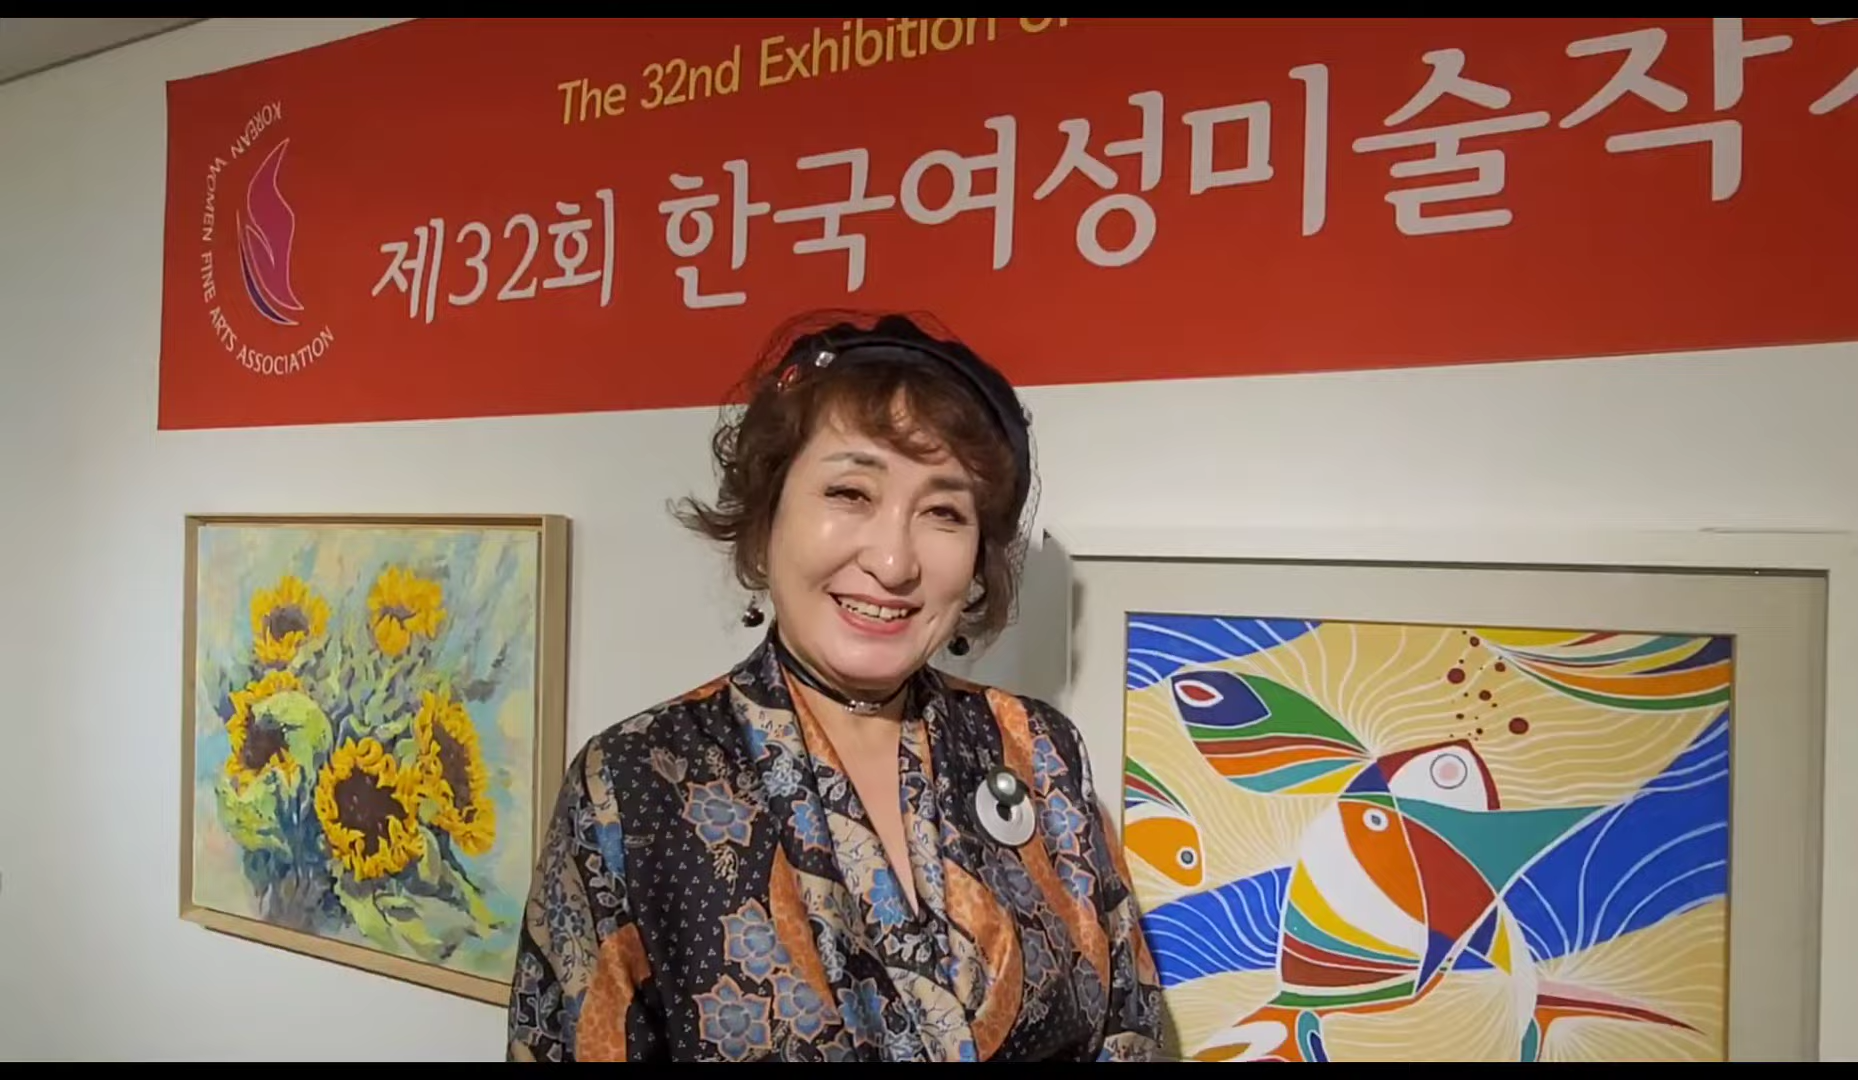 KOREAN WOMEN FINE ARTS ASSOCIATION
The 32nd Exhibition
제32회 한국여성미술작